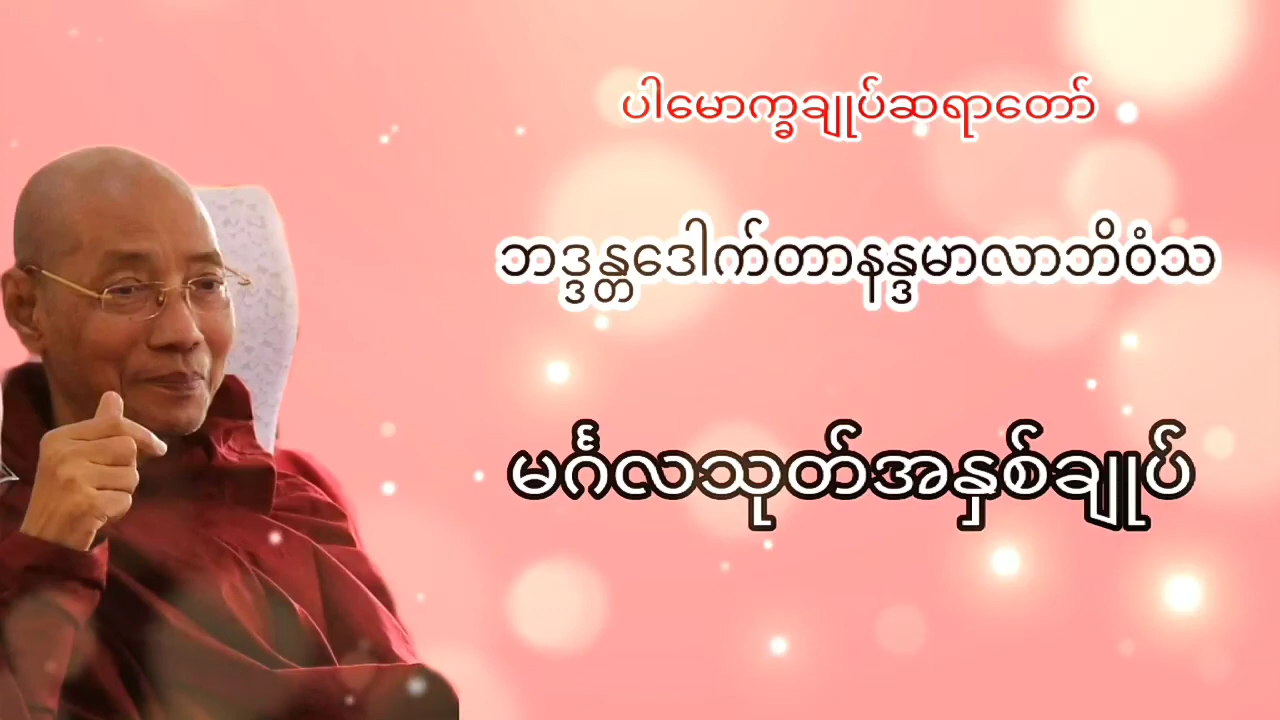 ပါမောက္ခချုပ်ဆရာတော်
ဘဒ္ဒန္တဒေါက်တာနန္ဒမာလာဘိဝံသ
မင်္ဂလသုတ်အနှစ်ချုပ်